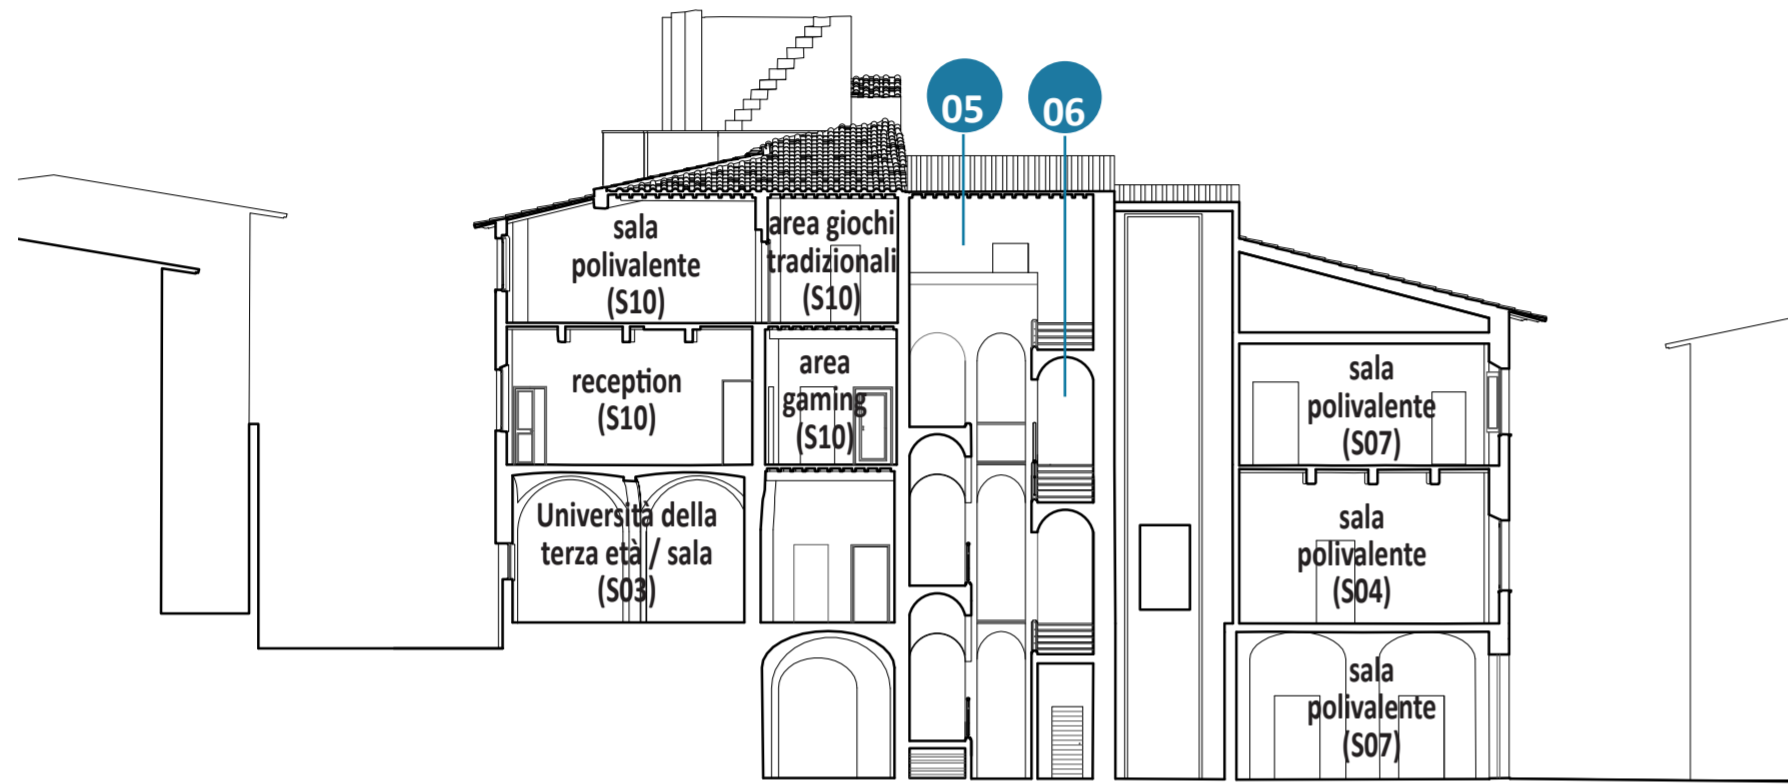 05
06
sala
polivalente
(S10)
area giochi
tradizionali
(S10)
reception
(S10)
area
gaming
(S10)
sala
polivalente
(S07)
Università della
terza età / sala
(S03)
sala
polivalente
(S04)
sala
polivalente
(S07)